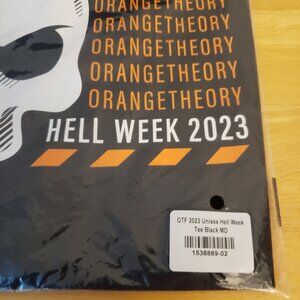 ORANGETHEORY
ORANGETHEORY
ORANGETHEORY
ORANGETHEORY
ORANGETHEORY
HELL WEEK 2023
OTF 2023 Unisex Hell Week
Tee Black MD
1538889-02